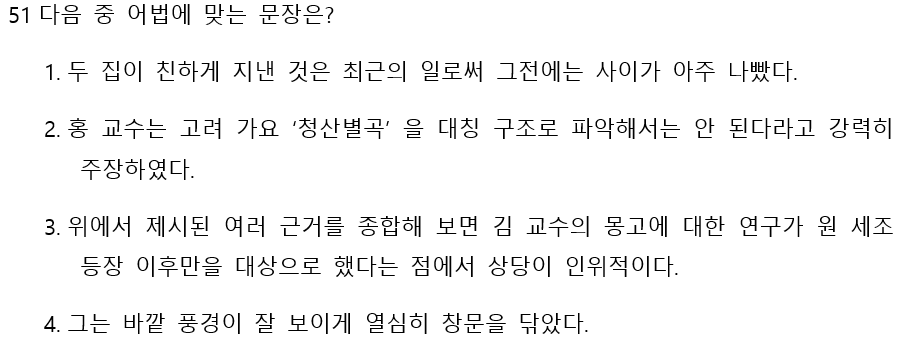 51 다음 중 어법에 맞는 문장은?
1. 두 집이 친하게 지낸 것은 최근의 일로써 그전에는 사이가 아주 나빴다.
2. 홍 교수는 고려 가요 ‘청산별곡’ 을 대칭 구조로 파악해서는 안 된다라고 강력히
주장하였다.
3. 위에서 제시된 여러 근거를 종합해 보면 김 교수의 몽고에 대한 연구가 원 세조
등장 이후만을 대상으로 했다는 점에서 상당이 인위적이다.
4. 그는 바깥 풍경이 잘 보이게 열심히 창문을 닦았다.